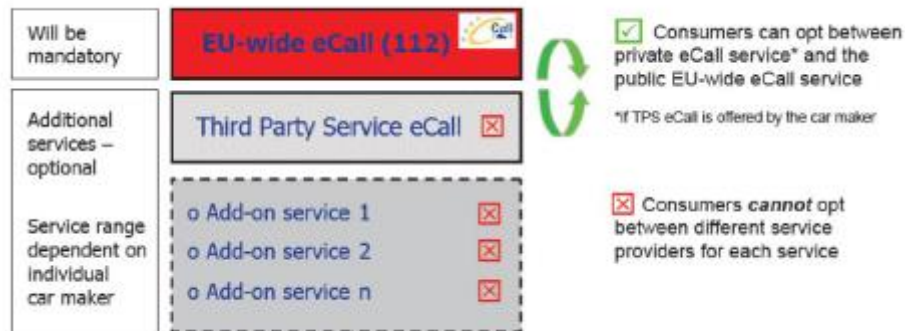 Will be
mandatory
EU-wide eCall (112)
Call
Additional
services –
optional
Service range
dependent on
individual
car maker
Third Party Service eCall
o Add-on service 1
o Add-on service 2
o Add-on service n
Consumers can opt between
private eCall service* and the
public EU-wide eCall service
*if TPS eCall is offered by the car maker
Consumers cannot opt
between different service
providers for each service